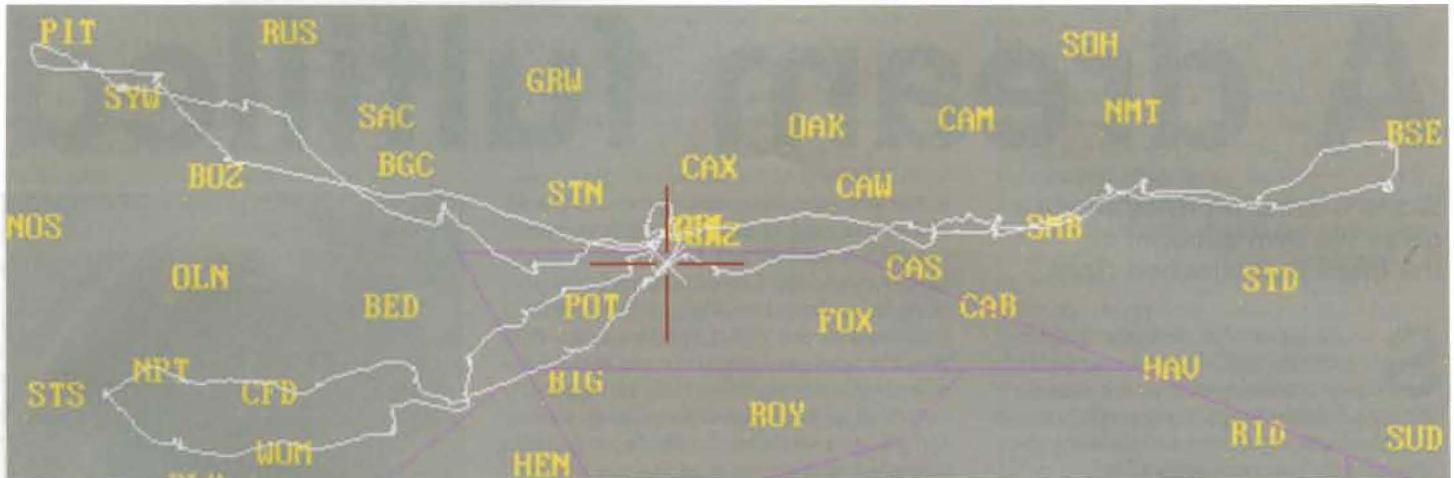 PIT
RUS
SOH
GRW
SYW
SAC
OAK
CAM
NMT
BSE
BGC
CAX
BOZ
STN
CAW
NOS
SMB
OLN
CAS
STD
BED
POT
FOX
CAB
NPT
HAV
STS
CFD
BIG
ROY
WOM
RID
SUD
HEN